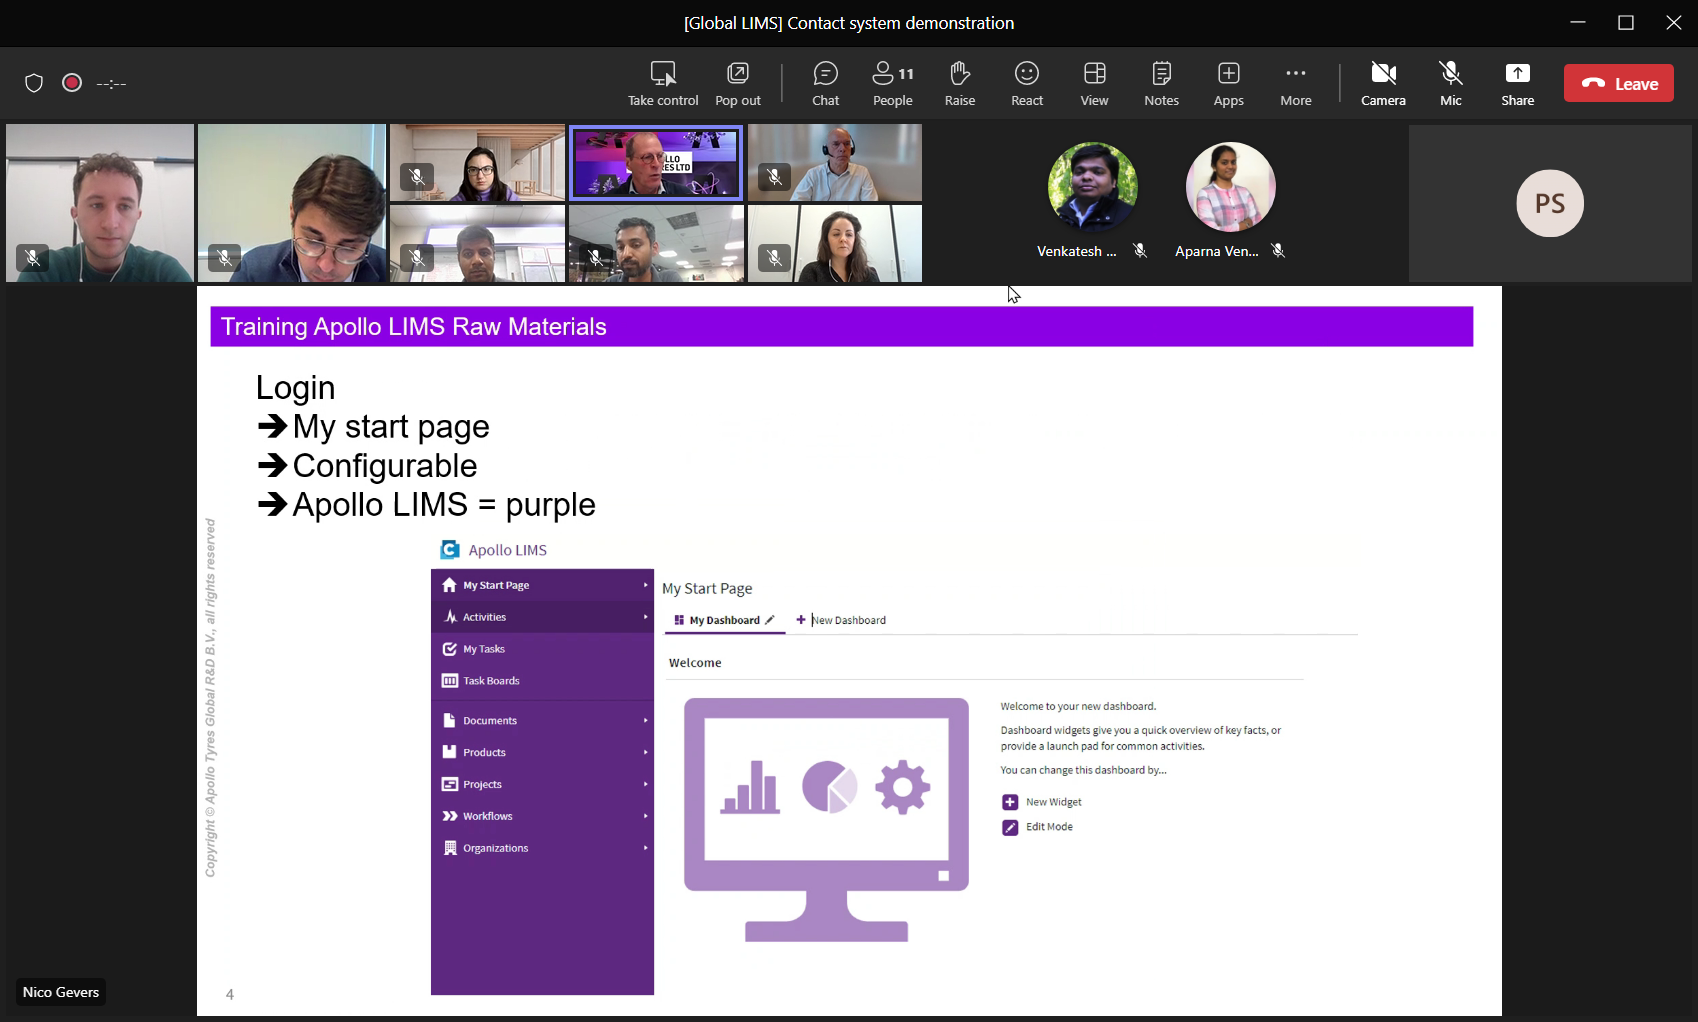 [Global LIMS] Contact system demonstration
--:--
Take control
Pop out
Chat
People
11
Raise
React
View
Notes
Apps
More
Camera
Mic
Share
Leave
LLO
RES LTD
Venkatesh ...
Aparna Ven...
PS
Training Apollo LIMS Raw Materials
Login
➔ My start page
➔ Configurable
➔ Apollo LIMS = purple
Copyright © Apollo Tyres Global R&D B.V., all rights reserved
C Apollo LIMS
My Start Page
Activities
My Tasks
Task Boards
Documents
Products
Projects
Workflows
Organizations
My Start Page
My Dashboard
New Dashboard
Welcome
Welcome to your new dashboard.
Dashboard widgets give you a quick overview of key facts, or
provide a launch pad for common activities.
You can change this dashboard by...
New Widget
Edit Mode
Nico Gevers
4